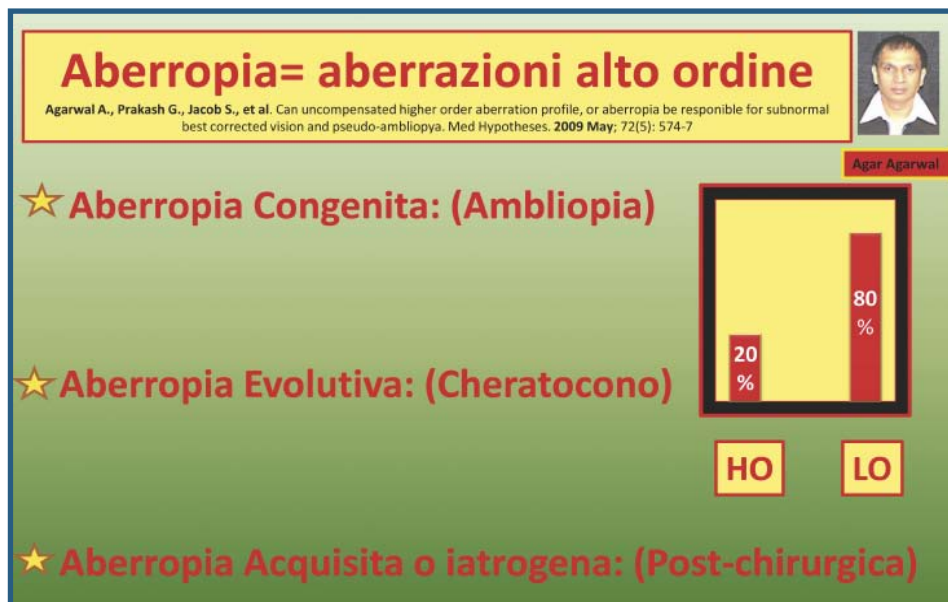 Aberropia= aberrazioni alto ordine
Agarwal A., Prakash G., Jacob S., et al. Can uncompensated higher order aberration profile, or aberropia be responible for subnormal
best corrected vision and pseudo-ambliopya. Med Hypotheses. 2009 May; 72(5): 574-7
Agar Agarwal
Aberropia Congenita: (Ambliopia)
80
%
20
%
Aberropia Evolutiva: (Cheratocono)
HO LO
Aberropia Acquisita o iatrogena: (Post-chirurgica)